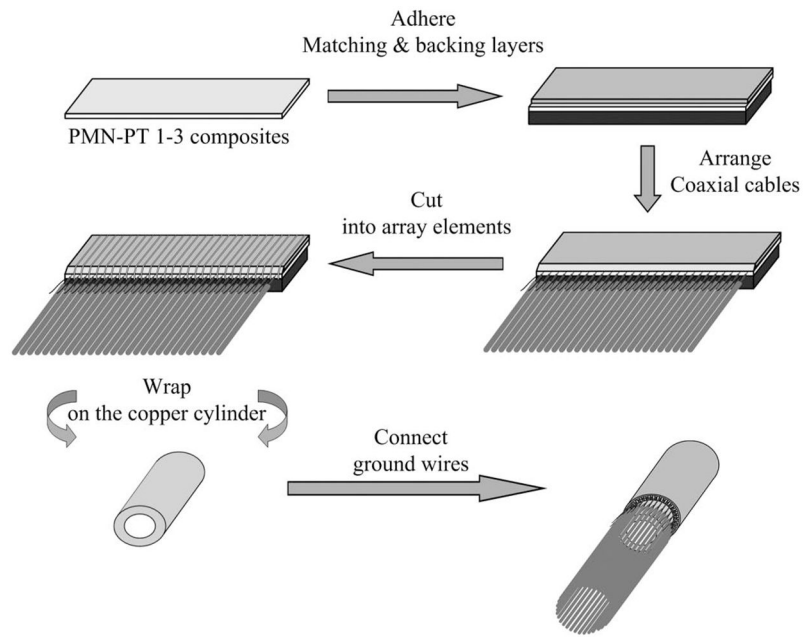 Adhere
Matching & backing layers
PMN-PT 1-3 composites
Arrange
Coaxial cables
Cut
into array elements
Wrap
on the copper cylinder
Connect
ground wires